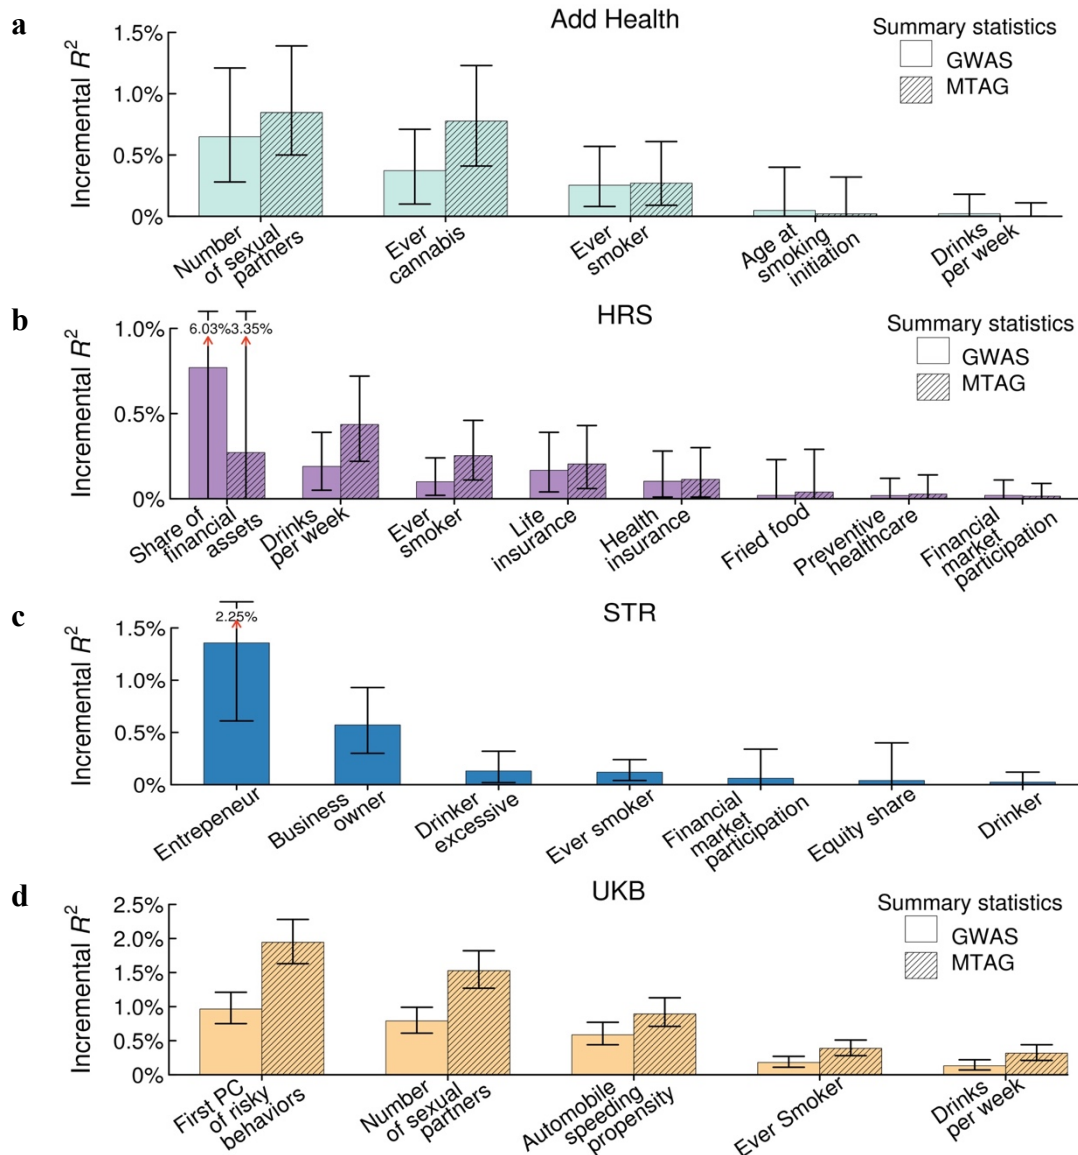 a
Add Health
Summary statistics
GWAS
MTAG
Incremental R²
1.5%
1.0%
0.5%
0%
Number
of sexual
partners
Ever
cannabis
Ever
smoker
Age at
smoking
initiation
Drinks
per week
b
HRS
Summary statistics
GWAS
MTAG
Incremental R²
1.0%
0.5%
0%
6.03%
3.35%
Share of
financial
assets
Drinks
per week
Ever
smoker
Life
insurance
Health
insurance
Fried food
Preventive
healthcare
Financial
market
participation
c
STR
Incremental R²
1.5%
1.0%
0.5%
0%
2.25%
Entrepeneur
Business
owner
Drinker
excessive
Ever smoker
Financial
market
participation
Equity share
Drinker
d
UKB
Summary statistics
GWAS
MTAG
Incremental R²
2.5%
2.0%
1.5%
1.0%
0.5%
0%
First PC
of risky
behaviors
Number
of sexual
partners
Automobile
speeding
propensity
Ever Smoker
Drinks
per week